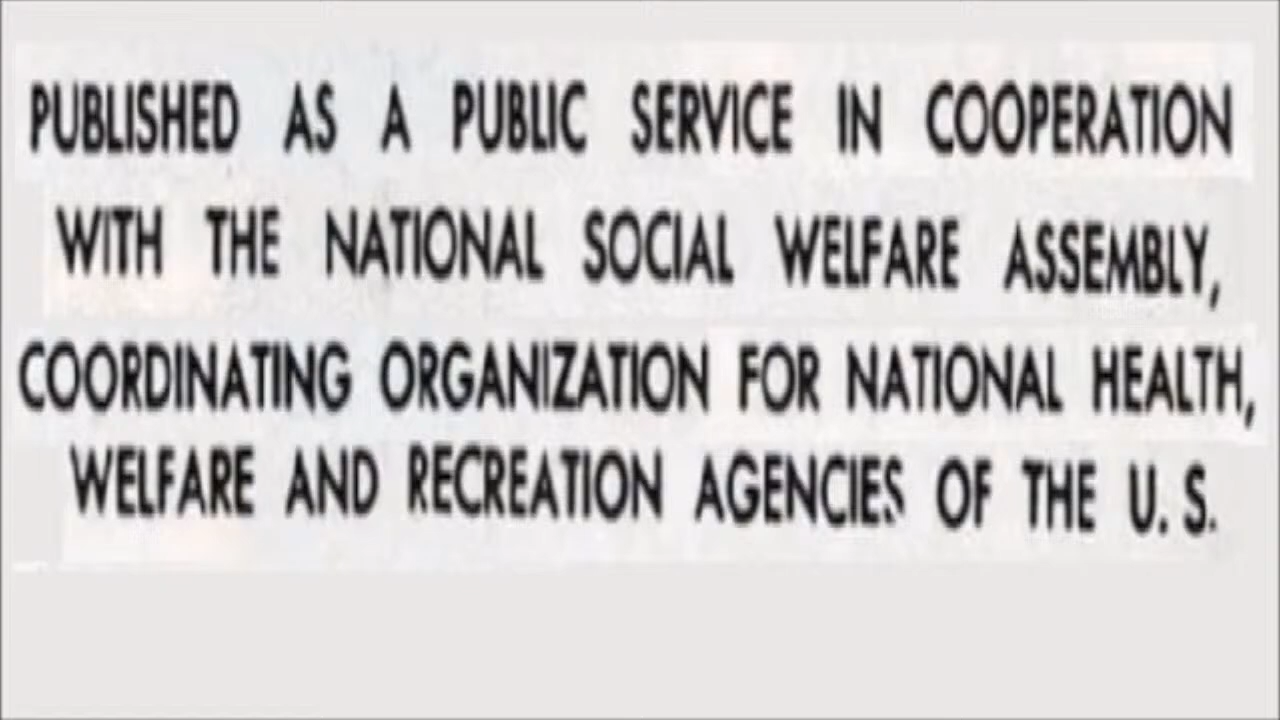 PUBLISHED AS A PUBLIC SERVICE IN COOPERATION
WITH THE NATIONAL SOCIAL WELFARE ASSEMBLY,
COORDINATING ORGANIZATION FOR NATIONAL HEALTH,
WELFARE AND RECREATION AGENCIES OF THE U. S.